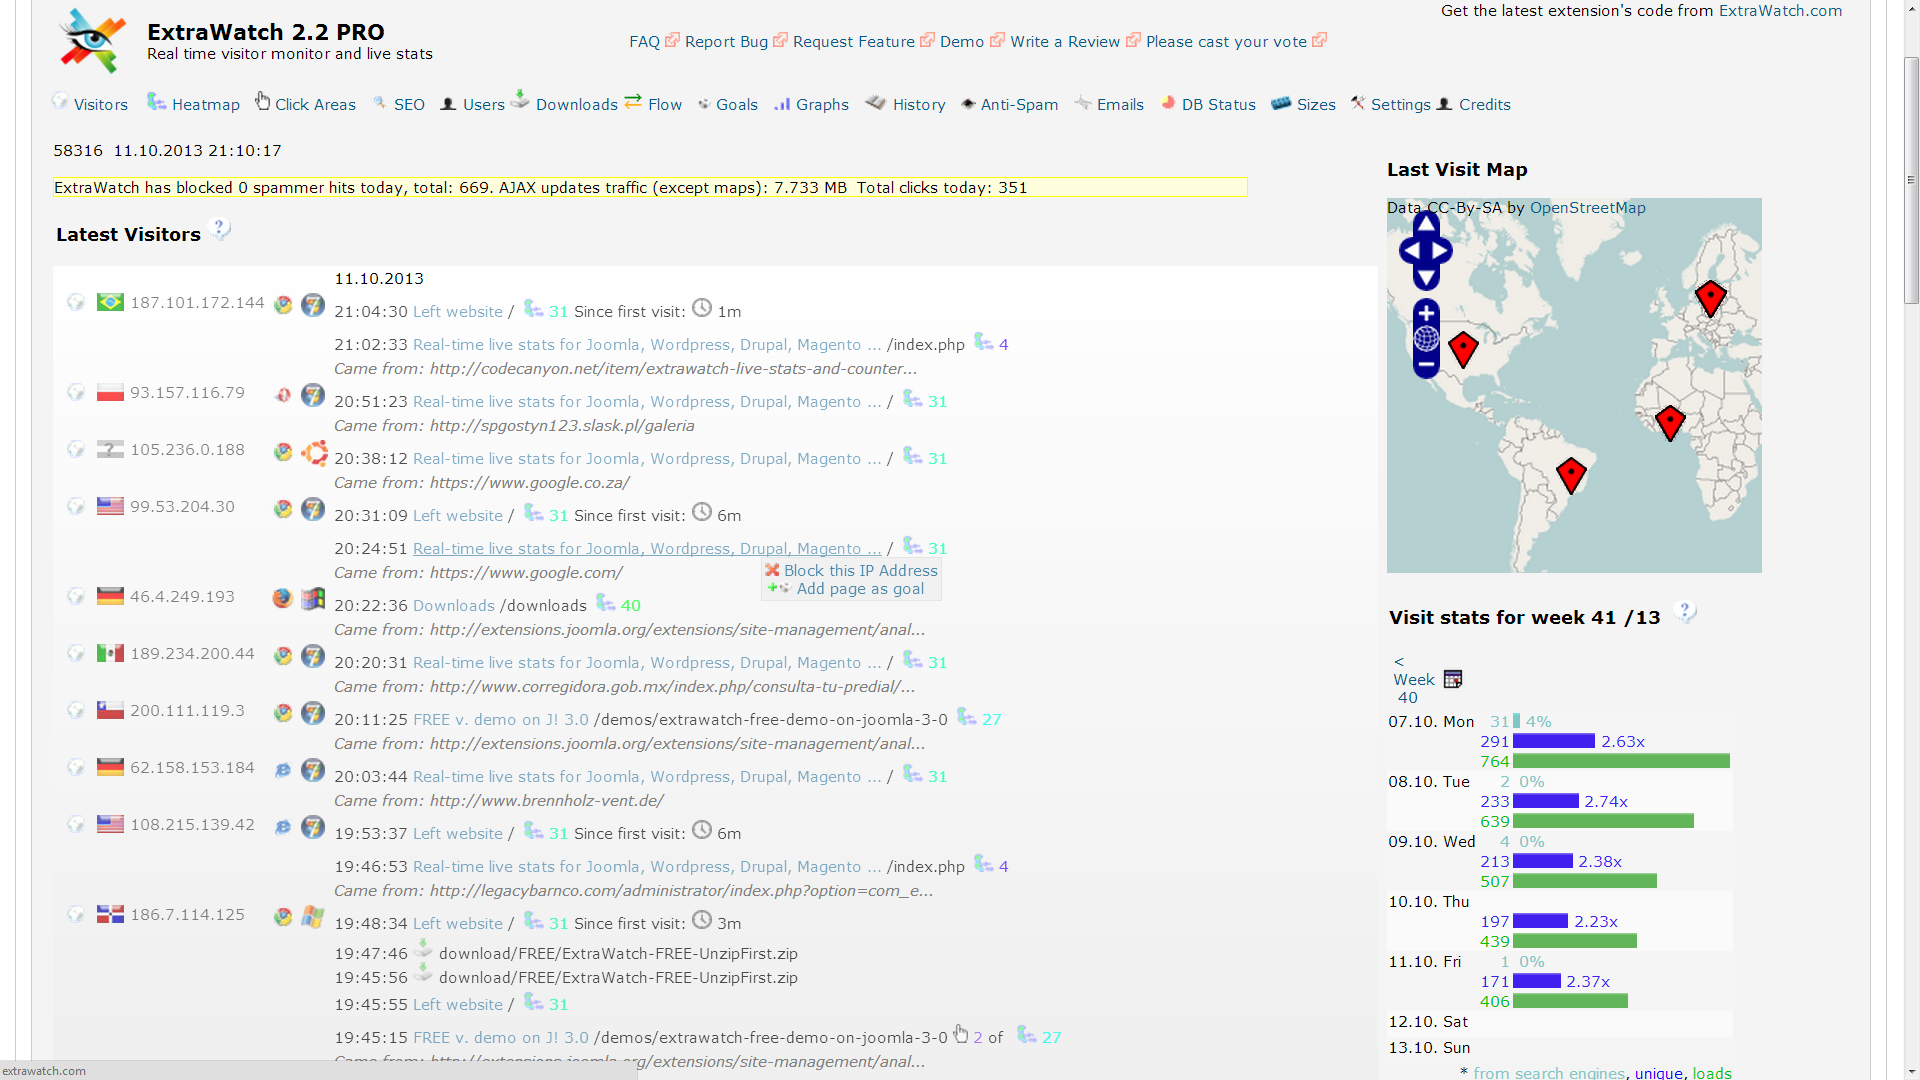 Get the latest extension's code from ExtraWatch.com
ExtraWatch 2.2 PRO
Real time visitor monitor and live stats
FAQ Report Bug Request Feature Demo Write a Review Please cast your vote
Visitors Heatmap Click Areas SEO Users Downloads Flow Goals Graphs History Anti-Spam Emails DB Status Sizes Settings Credits
58316 11.10.2013 21:10:17
ExtraWatch has blocked 0 spammer hits today, total: 669. AJAX updates traffic (except maps): 7.733 MB Total clicks today: 351
Latest Visitors
11.10.2013
187.101.172.144 21:04:30 Left website / 31 Since first visit: 1m
21:02:33 Real-time live stats for Joomla, Wordpress, Drupal, Magento ... /index.php 4
Came from: http://codecanyon.net/item/extrawatch-live-stats-and-counter...
93.157.116.79 20:51:23 Real-time live stats for Joomla, Wordpress, Drupal, Magento ... / 31
Came from: http://spgostyn123.slask.pl/galeria
105.236.0.188 20:38:12 Real-time live stats for Joomla, Wordpress, Drupal, Magento ... / 31
Came from: https://www.google.co.za/
99.53.204.30 20:31:09 Left website / 31 Since first visit: 6m
20:24:51 Real-time live stats for Joomla, Wordpress, Drupal, Magento ... / 31
Came from: https://www.google.com/
Block this IP Address
Add page as goal
46.4.249.193 20:22:36 Downloads /downloads 40
Came from: http://extensions.joomla.org/extensions/site-management/anal...
189.234.200.44 20:20:31 Real-time live stats for Joomla, Wordpress, Drupal, Magento ... / 31
Came from: http://www.corregidora.gob.mx/index.php/consulta-tu-predial/...
200.111.119.3 20:11:25 FREE v. demo on J! 3.0 /demos/extrawatch-free-demo-on-joomla-3-0 27
Came from: http://extensions.joomla.org/extensions/site-management/anal...
62.158.153.184 20:03:44 Real-time live stats for Joomla, Wordpress, Drupal, Magento ... / 31
Came from: http://www.brennholz-vent.de/
108.215.139.42 19:53:37 Left website / 31 Since first visit: 6m
19:46:53 Real-time live stats for Joomla, Wordpress, Drupal, Magento ... /index.php 4
Came from: http://legacybarnco.com/administrator/index.php?option=com_e...
186.7.114.125 19:48:34 Left website / 31 Since first visit: 3m
19:47:46 download/FREE/ExtraWatch-FREE-UnzipFirst.zip
19:45:56 download/FREE/ExtraWatch-FREE-UnzipFirst.zip
19:45:55 Left website / 31
19:45:15 FREE v. demo on J! 3.0 /demos/extrawatch-free-demo-on-joomla-3-0 2 of 27
Came from: http://extensions.joomla.org/extensions/site-management/anal...
extrawatch.com
Last Visit Map
Data CC-By-SA by OpenStreetMap
Visit stats for week 41 /13
<
Week
40
07.10. Mon 31 4%
291 2.63x
764
08.10. Tue 2 0%
233 2.74x
639
09.10. Wed 4 0%
213 2.38x
507
10.10. Thu
197 2.23x
439
11.10. Fri 1 0%
171 2.37x
406
12.10. Sat
13.10. Sun
* from search engines, unique, loads